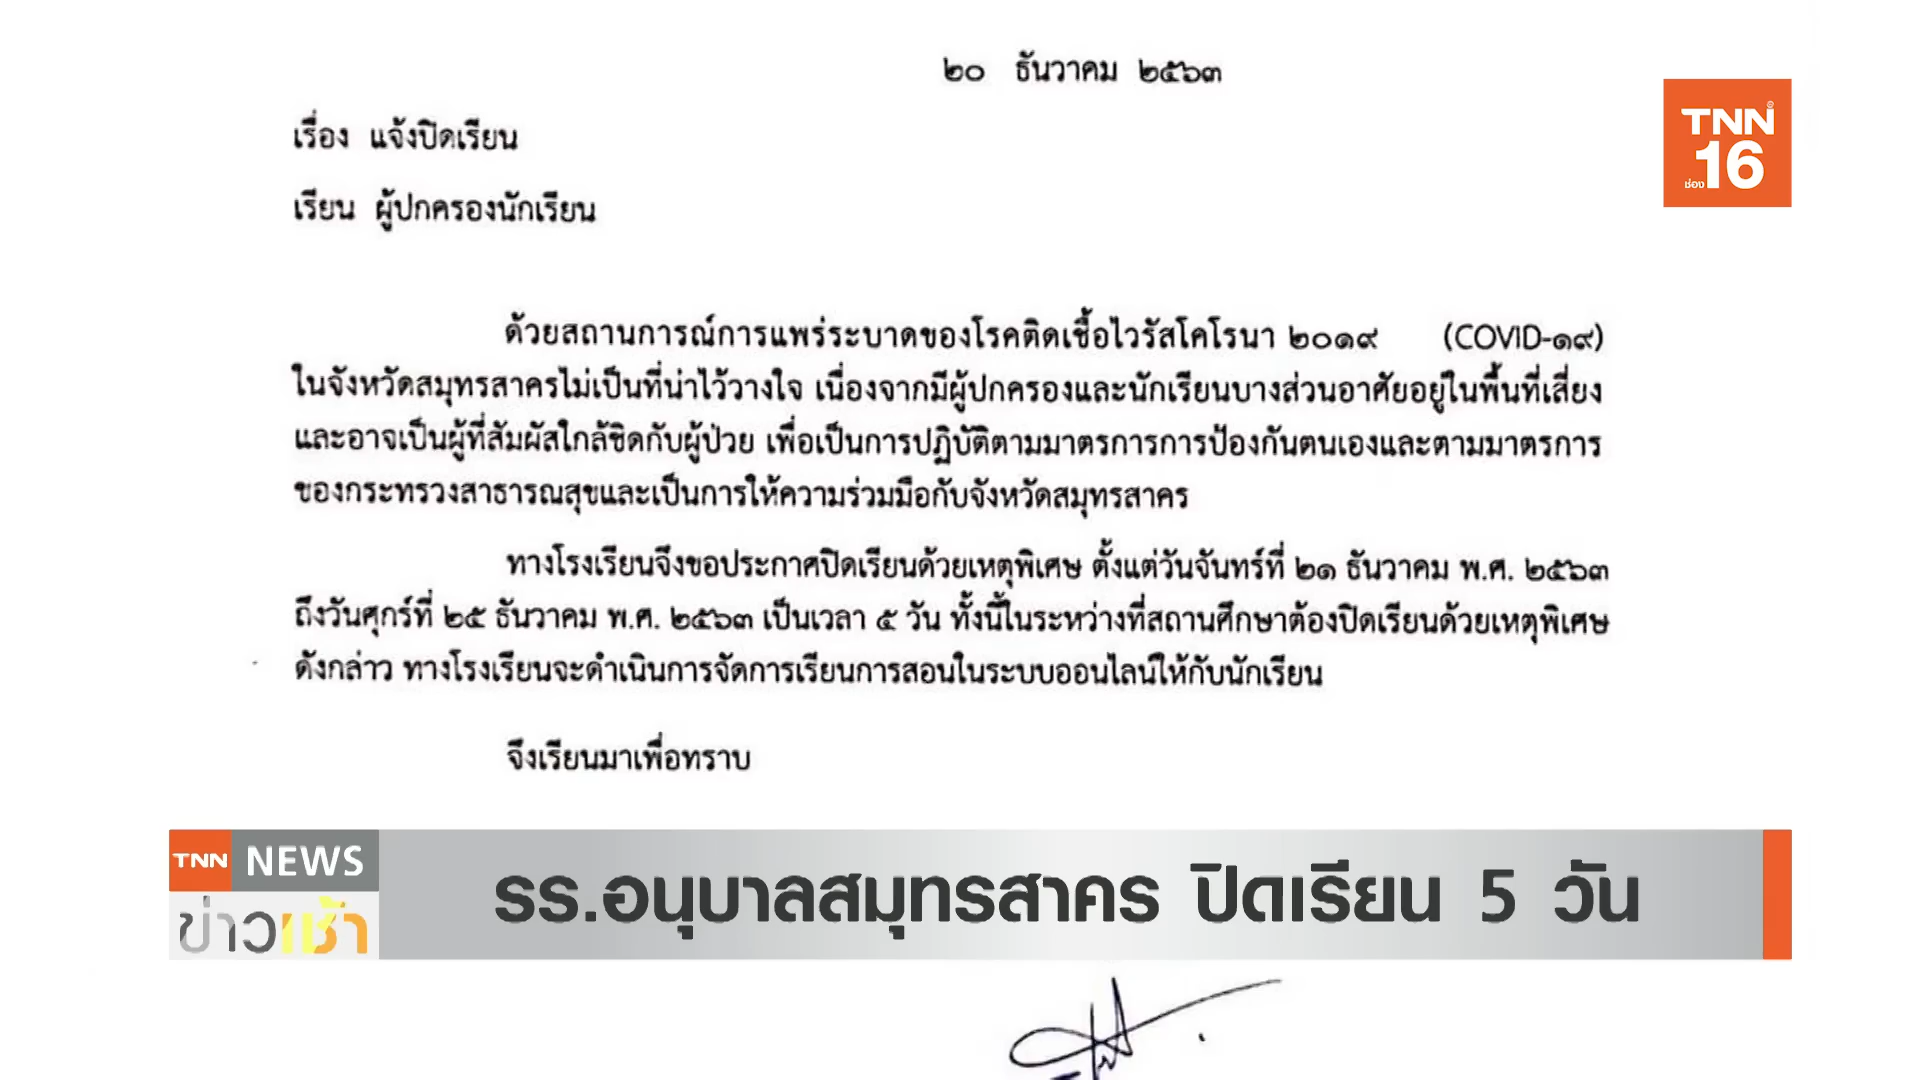 ๒๐ ธันวาคม ๒๕๖๓
TNN
ช่อง 16
เรื่อง แจ้งปิดเรียน
เรียน ผู้ปกครองนักเรียน
ด้วยสถานการณ์การแพร่ระบาดของโรคติดเชื้อไวรัสโคโรนา ๒๐๑๙ (COVID-๑๙)
ในจังหวัดสมุทรสาครไม่เป็นที่น่าไว้วางใจ เนื่องจากมีผู้ปกครองและนักเรียนบางส่วนอาศัยอยู่ในพื้นที่เสี่ยง
และอาจเป็นผู้ที่สัมผัสใกล้ชิดกับผู้ป่วย เพื่อเป็นการปฏิบัติตามมาตรการการป้องกันตนเองและตามมาตรการ
ของกระทรวงสาธารณสุขและเป็นการให้ความร่วมมือกับจังหวัดสมุทรสาคร
ทางโรงเรียนจึงขอประกาศปิดเรียนด้วยเหตุพิเศษ ตั้งแต่วันจันทร์ที่ ๒๑ ธันวาคม พ.ศ. ๒๕๖๓
ถึงวันศุกร์ที่ ๒๕ ธันวาคม พ.ศ. ๒๕๖๓ เป็นเวลา ๕ วัน ทั้งนี้ในระหว่างที่สถานศึกษาต้องปิดเรียนด้วยเหตุพิเศษ
ดังกล่าว ทางโรงเรียนจะดำเนินการจัดการเรียนการสอนในระบบออนไลน์ให้กับนักเรียน
จึงเรียนมาเพื่อทราบ
TNN NEWS
ข่าวเช้า
รร.อนุบาลสมุทรสาคร ปิดเรียน 5 วัน